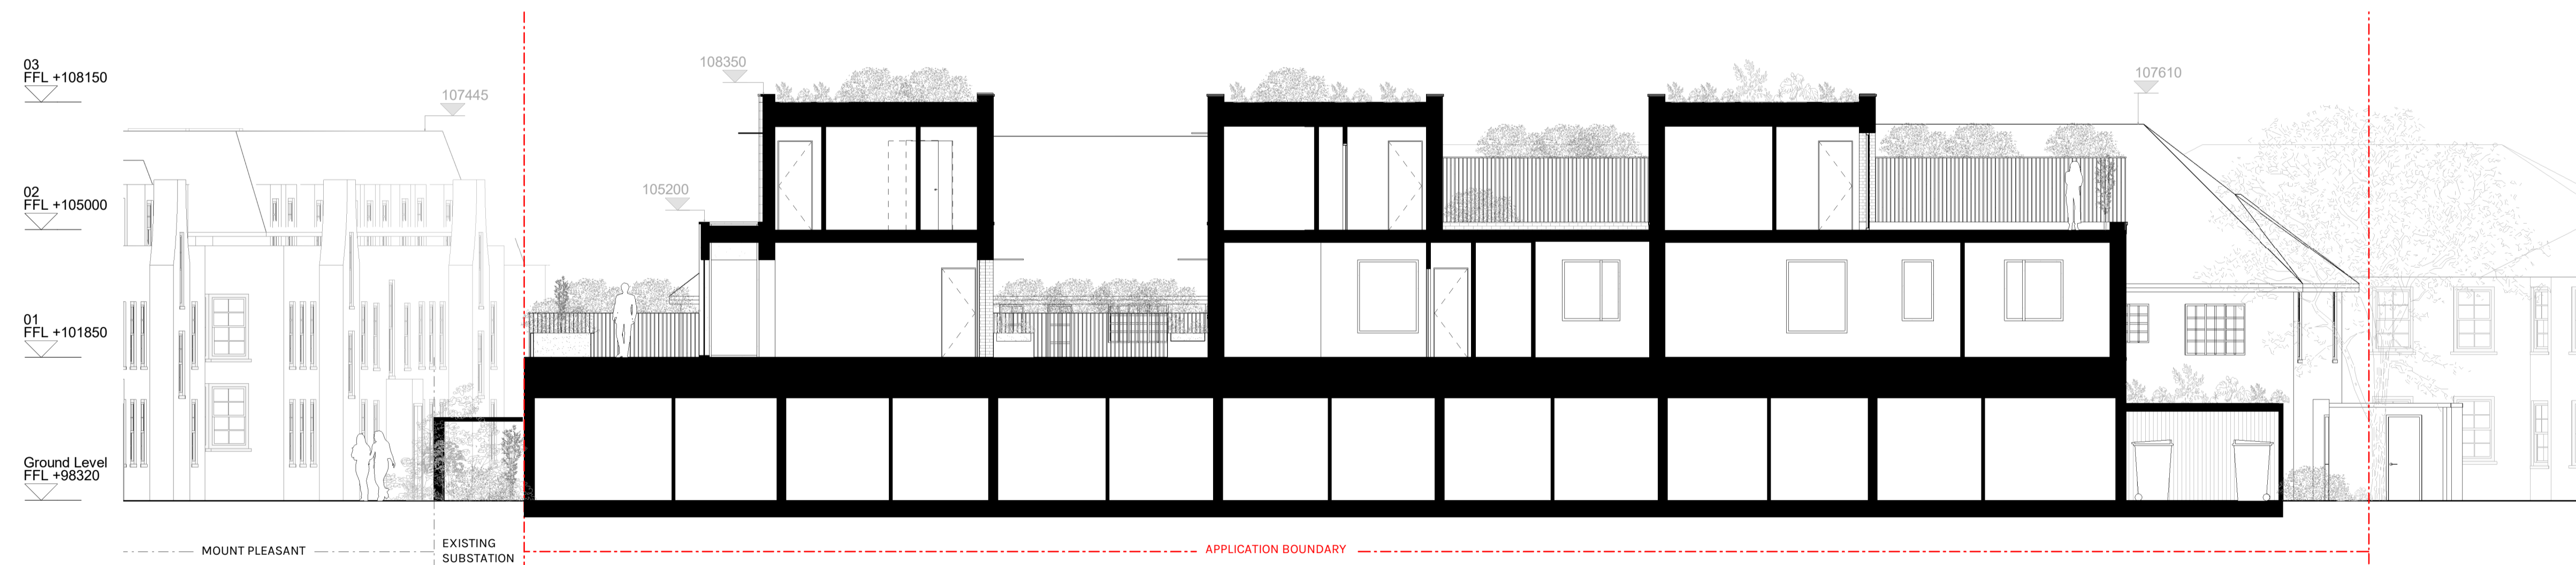 03
FFL +108150
108350
107610
107445
02
FFL +105000
105200
01
FFL +101850
Ground Level
FFL +98320
MOUNT PLEASANT
EXISTING
SUBSTATION
APPLICATION BOUNDARY